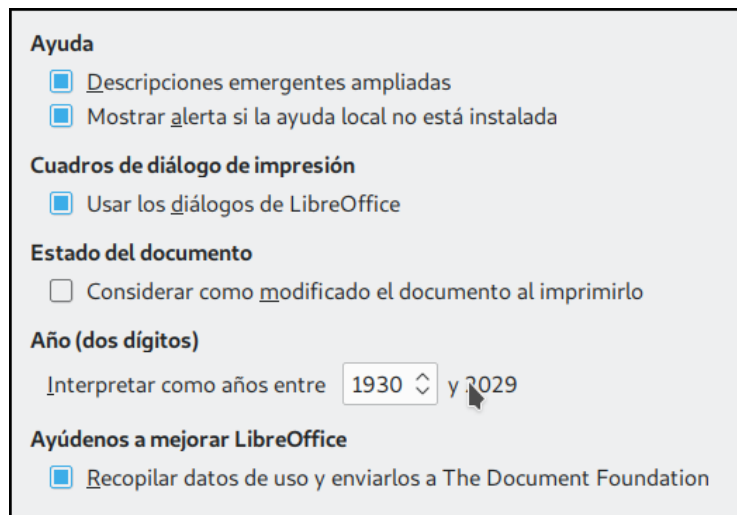 Ayuda
Descripciones emergentes ampliadas
Mostrar alerta si la ayuda local no está instalada
Cuadros de diálogo de impresión
Usar los diálogos de LibreOffice
Estado del documento
Considerar como modificado el documento al imprimirlo
Año (dos dígitos)
Interpretar como años entre 1930 y 2029
Ayúdenos a mejorar LibreOffice
Recopilar datos de uso y enviarlos a The Document Foundation